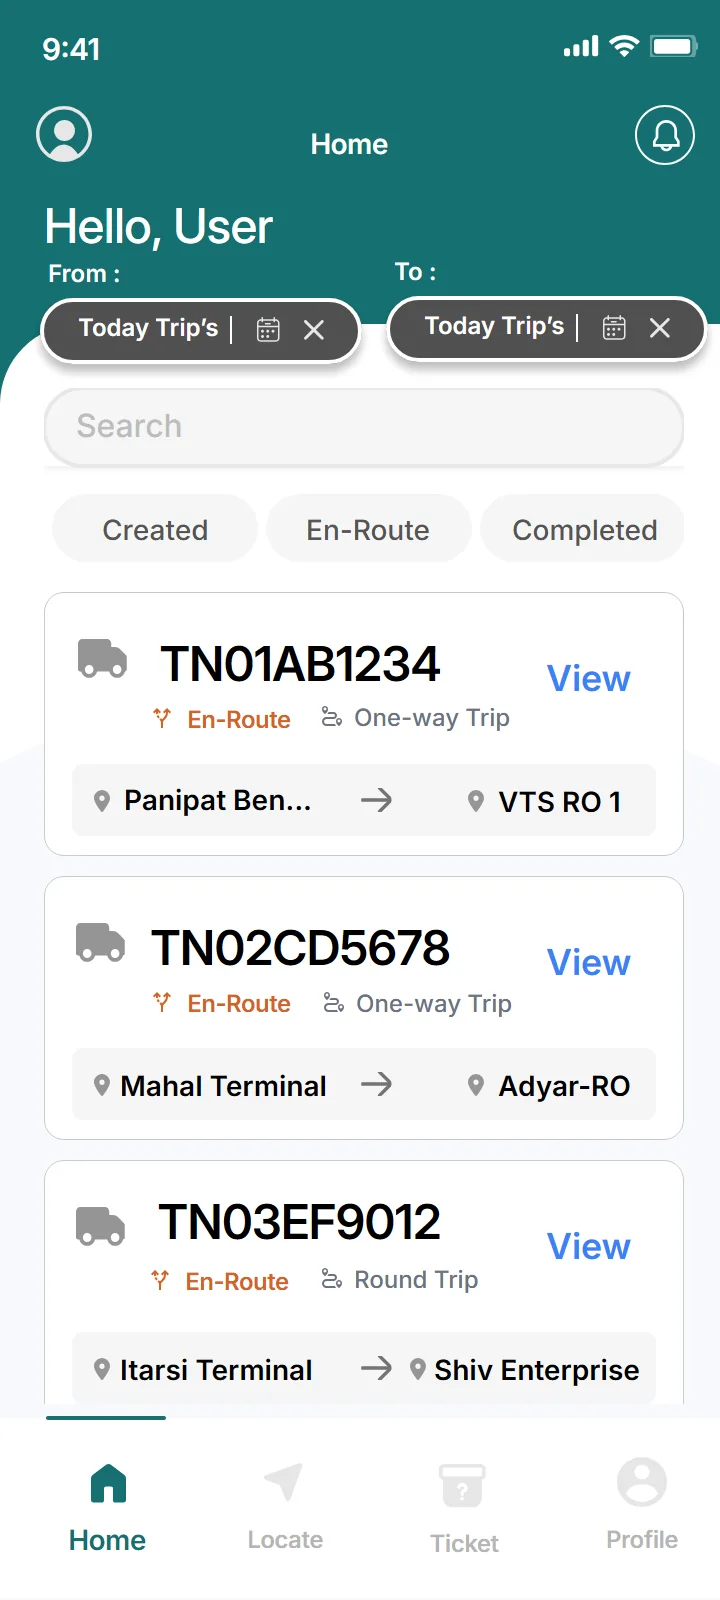 9:41
Home
Hello, User
From :
To :
Today Trip's
Today Trip's
Search
Created
En-Route
Completed
TN01AB1234
View
En-Route
One-way Trip
Panipat Ben...
VTS RO 1
TN02CD5678
View
En-Route
One-way Trip
Mahal Terminal
Adyar-RO
TN03EF9012
View
En-Route
Round Trip
Itarsi Terminal
Shiv Enterprise
?
Home
Locate
Ticket
Profile